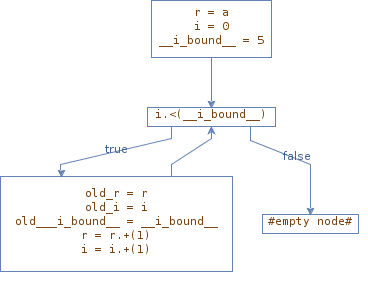 r = a
i = 0
__i_bound__ = 5
i.<(__i_bound__)
true
false
old_r = r
old_i = i
old___i_bound__ = __i_bound__
r = r.+(1)
i = i.+(1)
#empty node#